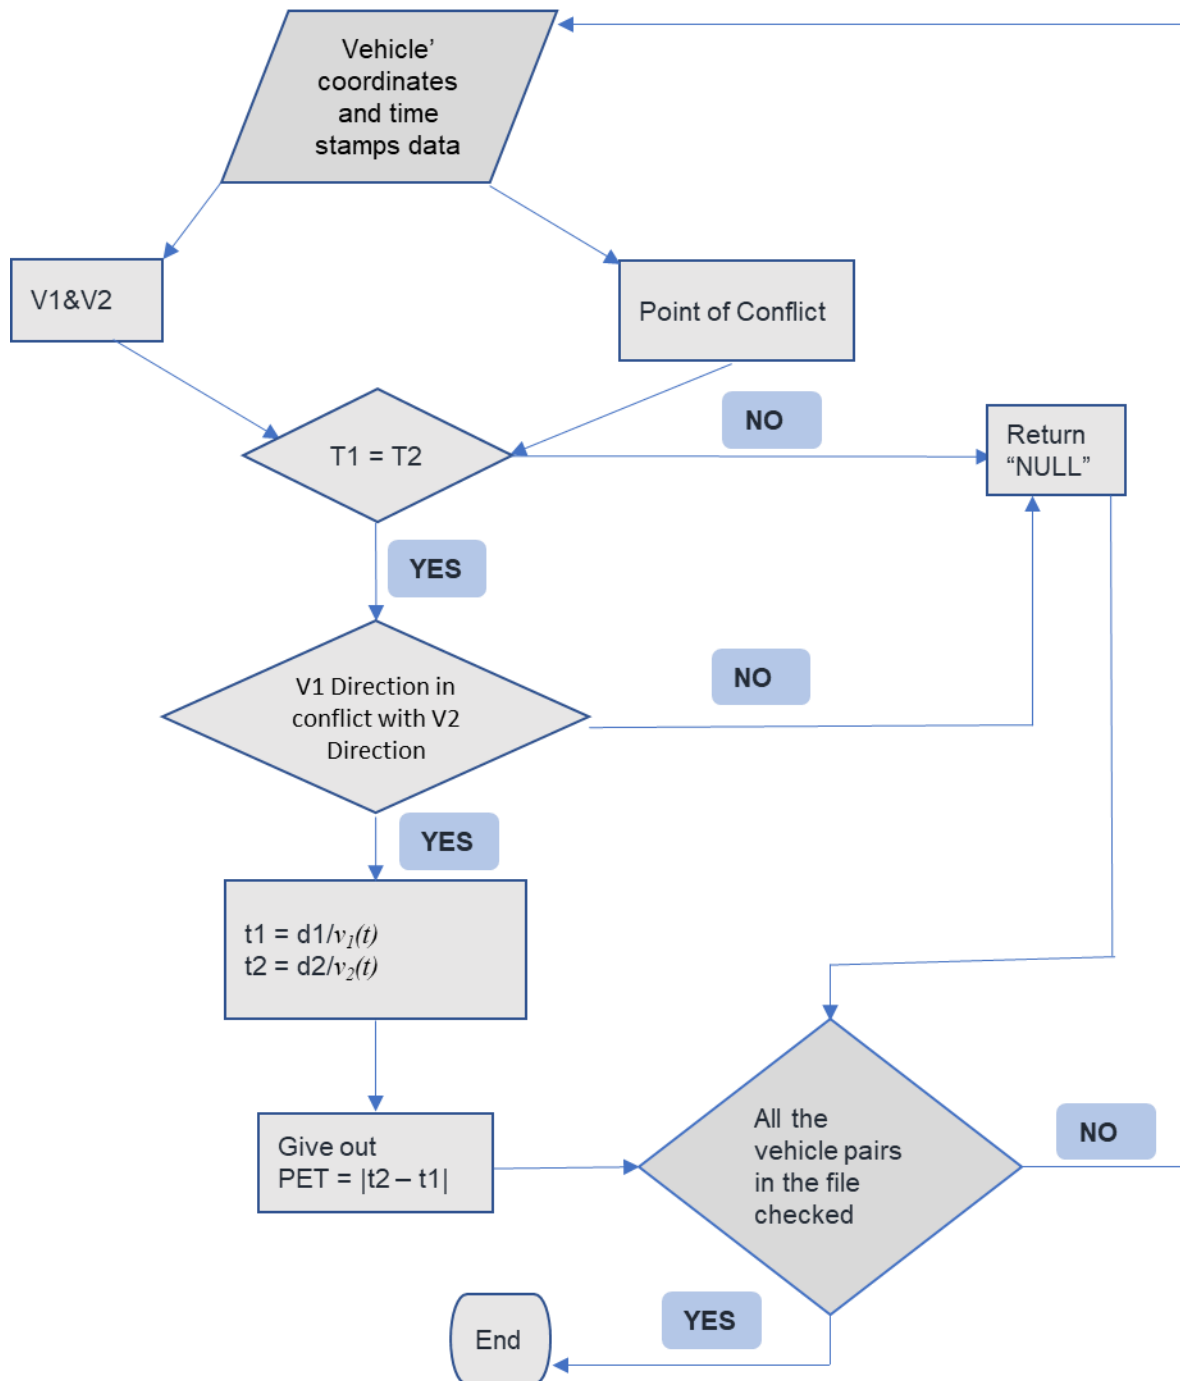 Vehicle’
coordinates
and time
stamps data
V1&V2
Point of Conflict
T1 = T2
NO
Return
“NULL”
YES
V1 Direction in
conflict with V2
Direction
NO
YES
t1 = d1/v₁(t)
t2 = d2/v₂(t)
Give out
PET = |t2 – t1|
All the
vehicle pairs
in the file
checked
NO
YES
End